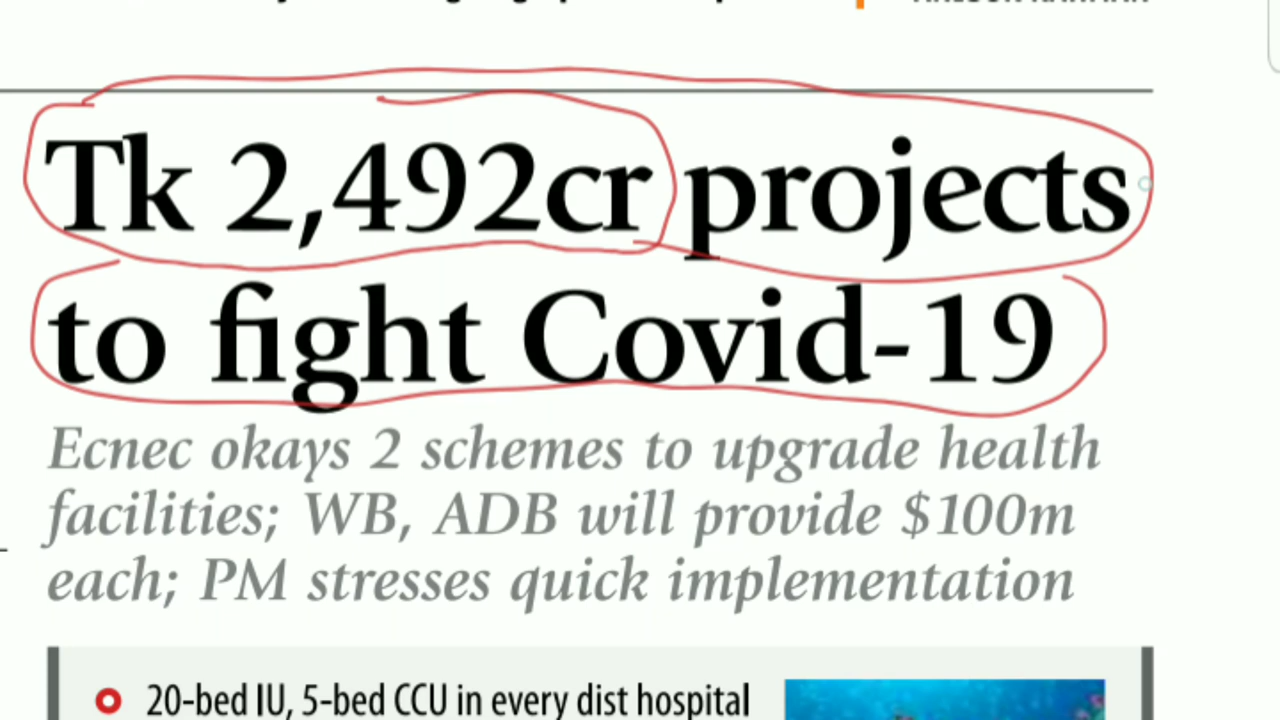 Tk 2,492cr projects
to fight Covid-19
Ecnec okays 2 schemes to upgrade health
facilities; WB, ADB will provide $100m
each; PM stresses quick implementation
20-bed IU, 5-bed CCU in every dist hospital